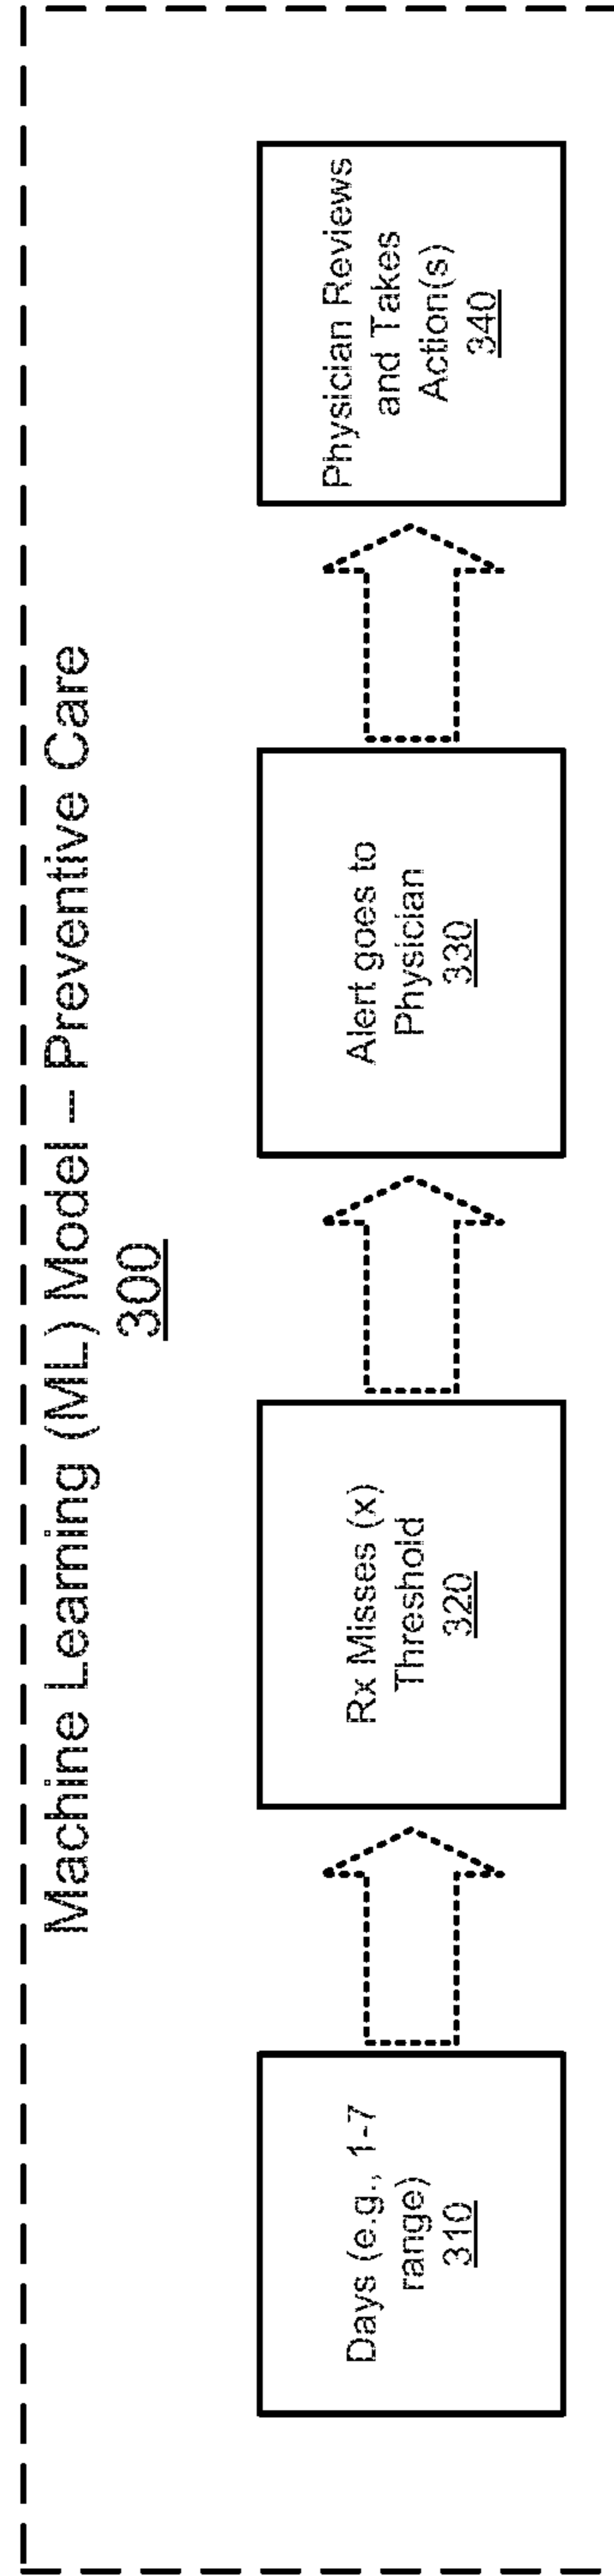 Machine Learning (ML) Model – Preventive Care
300
Days (e.g., 1-7
range)
310
Rx Misses (x)
Threshold
320
Alert goes to
Physician
330
Physician Reviews
and Takes
Action(s)
340